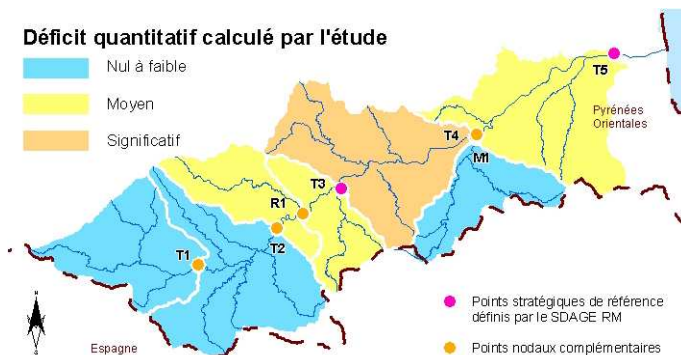 Déficit quantitatif calculé par l'étude
Nul à faible
Moyen
Significatif
T5
Pyrénées
Orientales
T4
M1
T3
R1
T2
T1
N
Espagne
Points stratégiques de référence
définis par le SDAGE RM
Points nodaux complémentaires